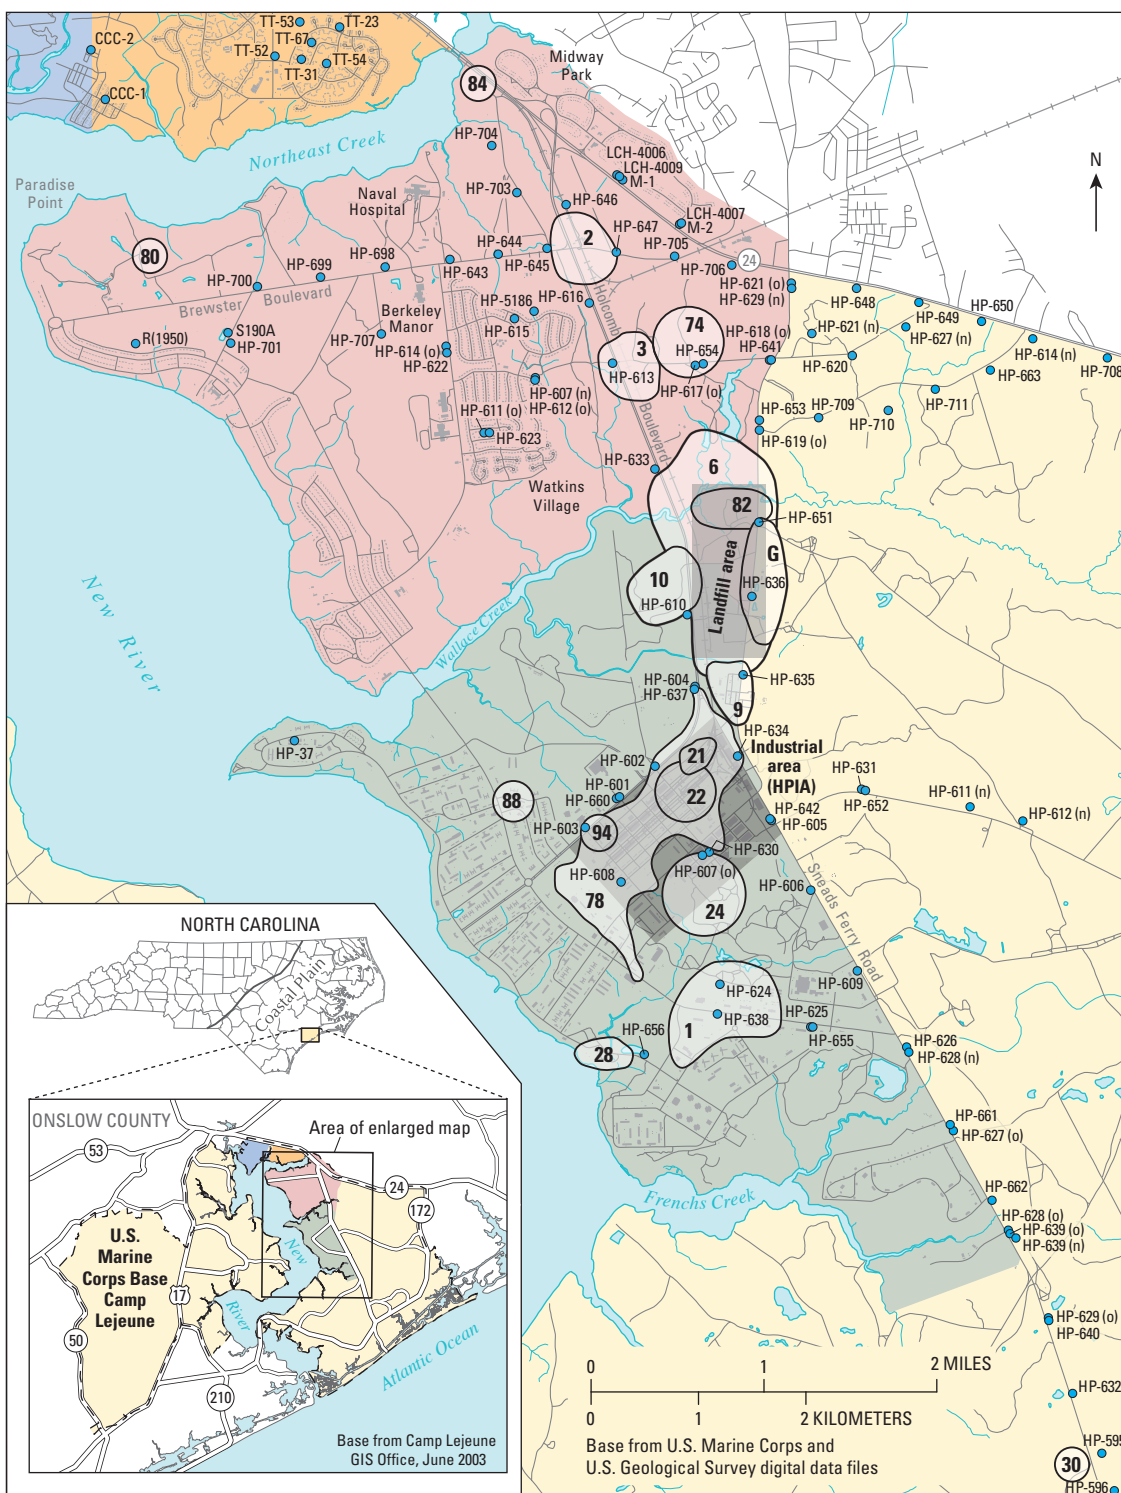 TT-53
TT-23
CCC-2
TT-67
TT-52
TT-54
TT-31
CCC-1
Midway
Park
84
HP-704
Northeast Creek
LCH-4006
LCH-4009
M-1
N
Paradise
Point
Naval
Hospital
HP-703
HP-646
LCH-4007
M-2
80
HP-644
2
HP-647
HP-705
HP-698
HP-643
HP-645
HP-706
24
HP-699
HP-700
HP-621 (o)
HP-629 (n)
Brewster
Boulevard
HP-616
Holcomb
HP-648
HP-5186
HP-650
Berkeley
Manor
HP-615
74
HP-649
S190A
HP-618 (o)
HP-621 (n)
HP-627 (n)
R(1950)
HP-701
HP-707
HP-614 (o)
HP-622
3
HP-654
HP-641
HP-620
HP-614 (n)
HP-613
HP-663
HP-708
HP-607 (n)
HP-612 (o)
HP-617 (o)
HP-611 (o)
HP-623
Boulevard
HP-653
HP-709
HP-711
HP-710
HP-619 (o)
HP-633
6
Watkins
Village
82
HP-651
G
Landfill area
10
HP-636
HP-610
New River
Wallace Creek
HP-604
HP-637
HP-635
9
HP-634
HP-37
21
Industrial
area
(HPIA)
HP-602
HP-601
HP-660
22
HP-631
HP-652
HP-611 (n)
88
HP-612 (n)
HP-603
94
HP-642
HP-605
HP-630
HP-608
HP-607 (o)
Sneads Ferry Road
HP-606
78
24
NORTH CAROLINA
Coastal Plain
HP-609
HP-624
HP-638
HP-625
1
HP-655
HP-656
28
HP-626
HP-628 (n)
HP-661
HP-627 (o)
ONSLOW COUNTY
Area of enlarged map
53
24
172
U.S.
Marine
Corps Base
Camp
Lejeune
New
River
17
50
210
Atlantic Ocean
Base from Camp Lejeune
GIS Office, June 2003
Frenchs Creek
HP-662
HP-628 (o)
HP-639 (o)
HP-639 (n)
HP-629 (o)
HP-640
HP-632
0 1 2 MILES
0 1 2 KILOMETERS
Base from U.S. Marine Corps and
U.S. Geological Survey digital data files
HP-595
30
HP-596